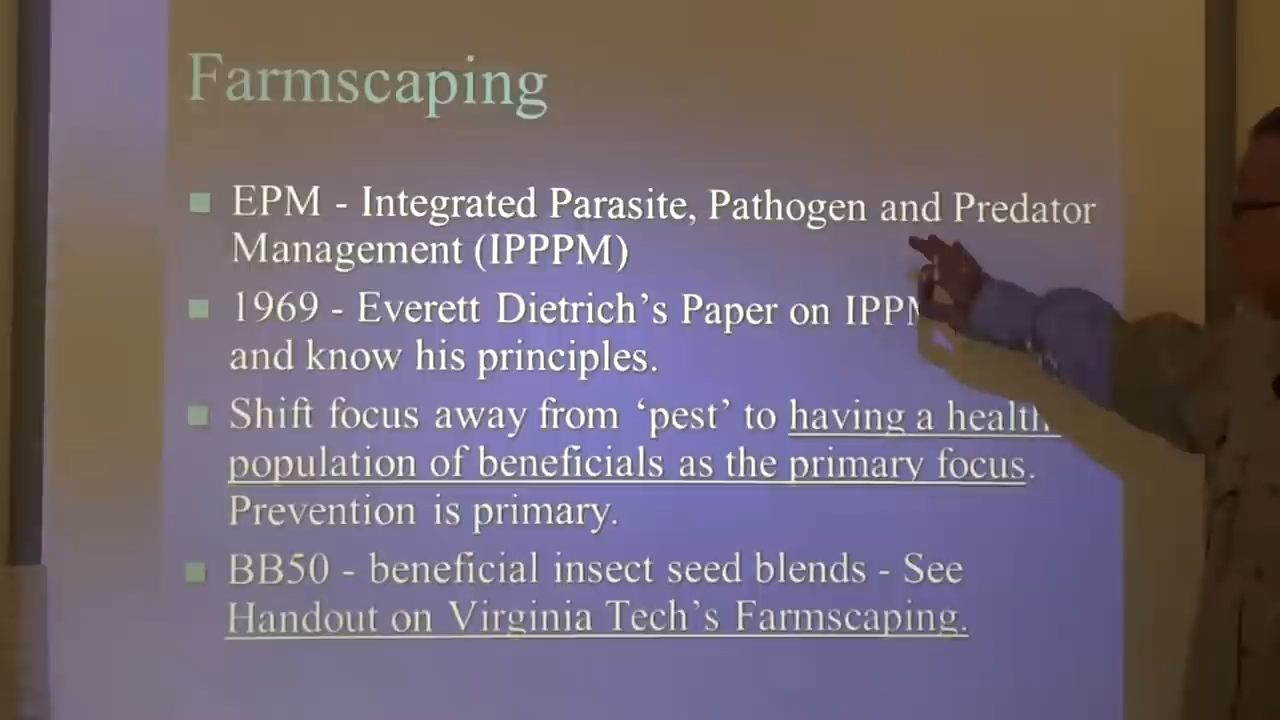 Farmscaping
EPM - Integrated Parasite, Pathogen and Predator
Management (IPPPM)
1969 - Everett Dietrich's Paper on
and know his principles.
Shift focus away from ‘pest’ to having a
population of beneficials as the primary focus.
Prevention is primary.
BB50 - beneficial insect seed blends - See
Handout on Virginia Tech's Farmscaping.